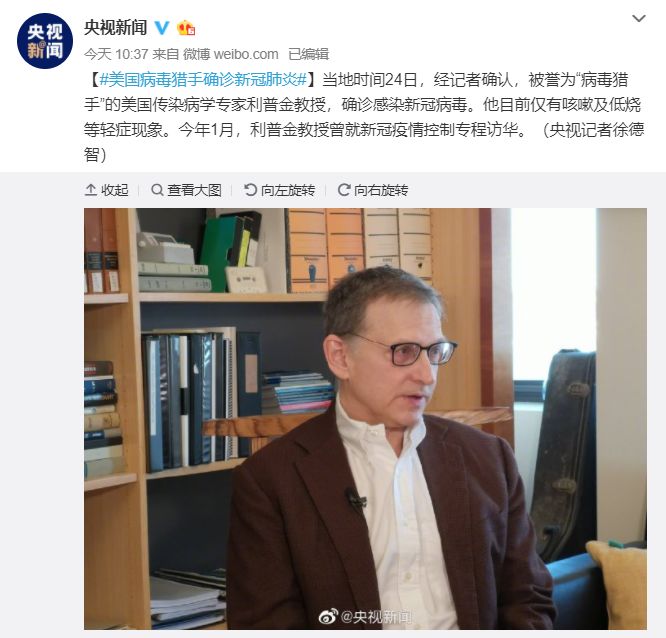 央视新闻
央视新闻
今天 10:37 来自 微博 weibo.com 已编辑
【#美国病毒猎手确诊新冠肺炎#】当地时间24日，经记者确认，被誉为“病毒猎
手”的美国传染病学专家利普金教授，确诊感染新冠病毒。他目前仅有咳嗽及低烧
等轻症现象。今年1月，利普金教授曾就新冠疫情控制专程访华。（央视记者徐德
智）
收起 查看大图 向左旋转 向右旋转
@央视新闻